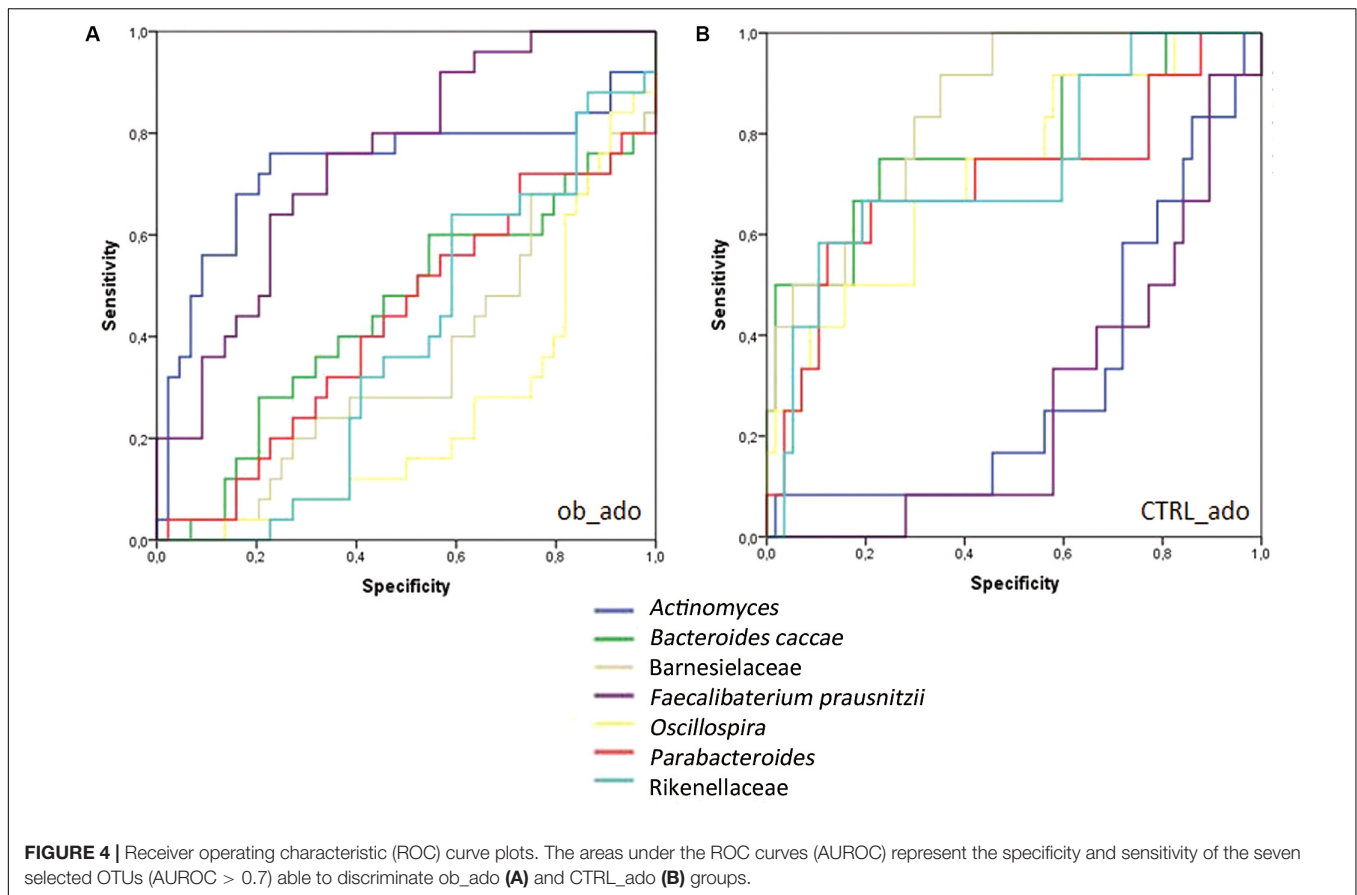 A
1,0
0,8
0,6
0,4
0,2
0,0
Sensitivity
0,0 0,2 0,4 0,6 0,8 1,0
Specificity
ob_ado
B
1,0
0,8
0,6
0,4
0,2
0,0
Sensitivity
0,0 0,2 0,4 0,6 0,8 1,0
Specificity
CTRL_ado
Actinomyces
Bacteroides caccae
Barnesielaceae
Faecalibaterium prausnitzii
Oscillospira
Parabacteroides
Rikenellaceae
FIGURE 4 | Receiver operating characteristic (ROC) curve plots. The areas under the ROC curves (AUROC) represent the specificity and sensitivity of the seven
selected OTUs (AUROC > 0.7) able to discriminate ob_ado (A) and CTRL_ado (B) groups.